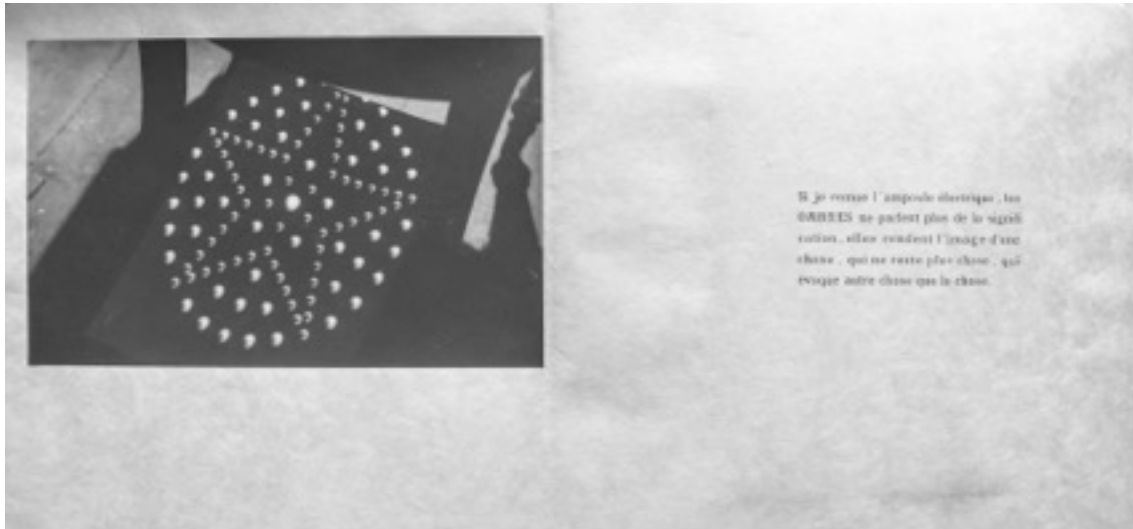 Si je remue l'ampoule électrique, les
OMBRES ne parlent plus de la signifi
cation, elles rendent l'image d'une
chose, qui ne reste plus chose, qui
évoque autre chose que la chose.